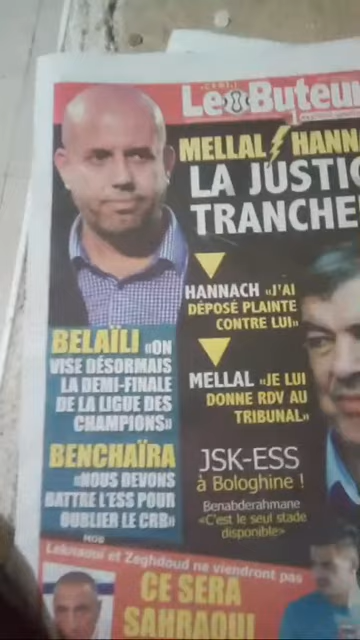 Le Buteur
MELLAL HANN
LA JUSTIC
TRANCHE
HANNACH «J'AI
DÉPOSÉ PLAINTE
CONTRE LUI»
MELLAL «JE LUI
DONNE RDV AU
TRIBUNAL»
BELAÏLI «ON
VISE DÉSORMAIS
LA DEMI-FINALE
DE LA LIGUE DES
CHAMPIONS»
BENCHAÏRA
«NOUS DEVONS
BATTRE L'ESS POUR
OUBLIER LE CRB»
JSK-ESS
à Bologhine !
Benabderahmane
«C'est le seul stade
disponible»
MOB
Lekhaoui et Zeghdoud ne viendront pas
CE SERA
SAHRAOUI